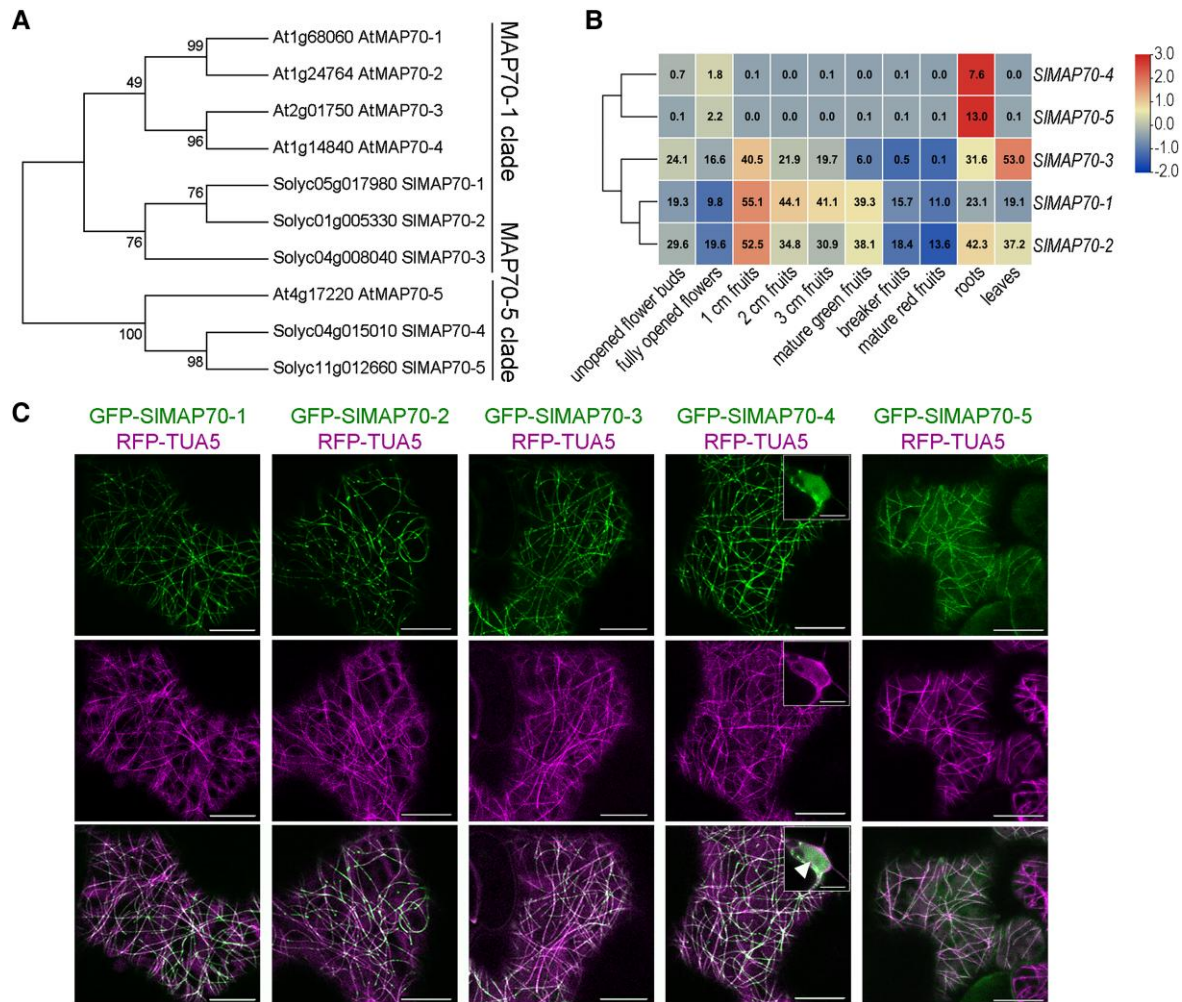 A
99
At1g68060 AtMAP70-1
At1g24764 AtMAP70-2
49
At2g01750 AtMAP70-3
96
At1g14840 AtMAP70-4
76
Solyc05g017980 SlMAP70-1
Solyc01g005330 SlMAP70-2
76
Solyc04g008040 SlMAP70-3
At4g17220 AtMAP70-5
100
Solyc04g015010 SlMAP70-4
98
Solyc11g012660 SlMAP70-5
MAP70-1 clade
MAP70-5 clade
B
0.7 1.8 0.1 0.0 0.1 0.0 0.1 0.0 7.6 0.0 SlMAP70-4
0.1 2.2 0.0 0.0 0.0 0.1 0.1 0.1 13.0 0.1 SlMAP70-5
24.1 16.6 40.5 21.9 19.7 6.0 0.5 0.1 31.6 53.0 SlMAP70-3
19.3 9.8 55.1 44.1 41.1 39.3 15.7 11.0 23.1 19.1 SlMAP70-1
29.6 19.6 52.5 34.8 30.9 38.1 18.4 13.6 42.3 37.2 SlMAP70-2
unopened flower buds
fully opened flowers
1 cm fruits
2 cm fruits
3 cm fruits
mature green fruits
breaker fruits
mature red fruits
roots
leaves
3.0
2.0
1.0
0.0
-1.0
-2.0
C
GFP-SlMAP70-1 GFP-SlMAP70-2 GFP-SlMAP70-3 GFP-SlMAP70-4 GFP-SlMAP70-5
RFP-TUA5 RFP-TUA5 RFP-TUA5 RFP-TUA5 RFP-TUA5